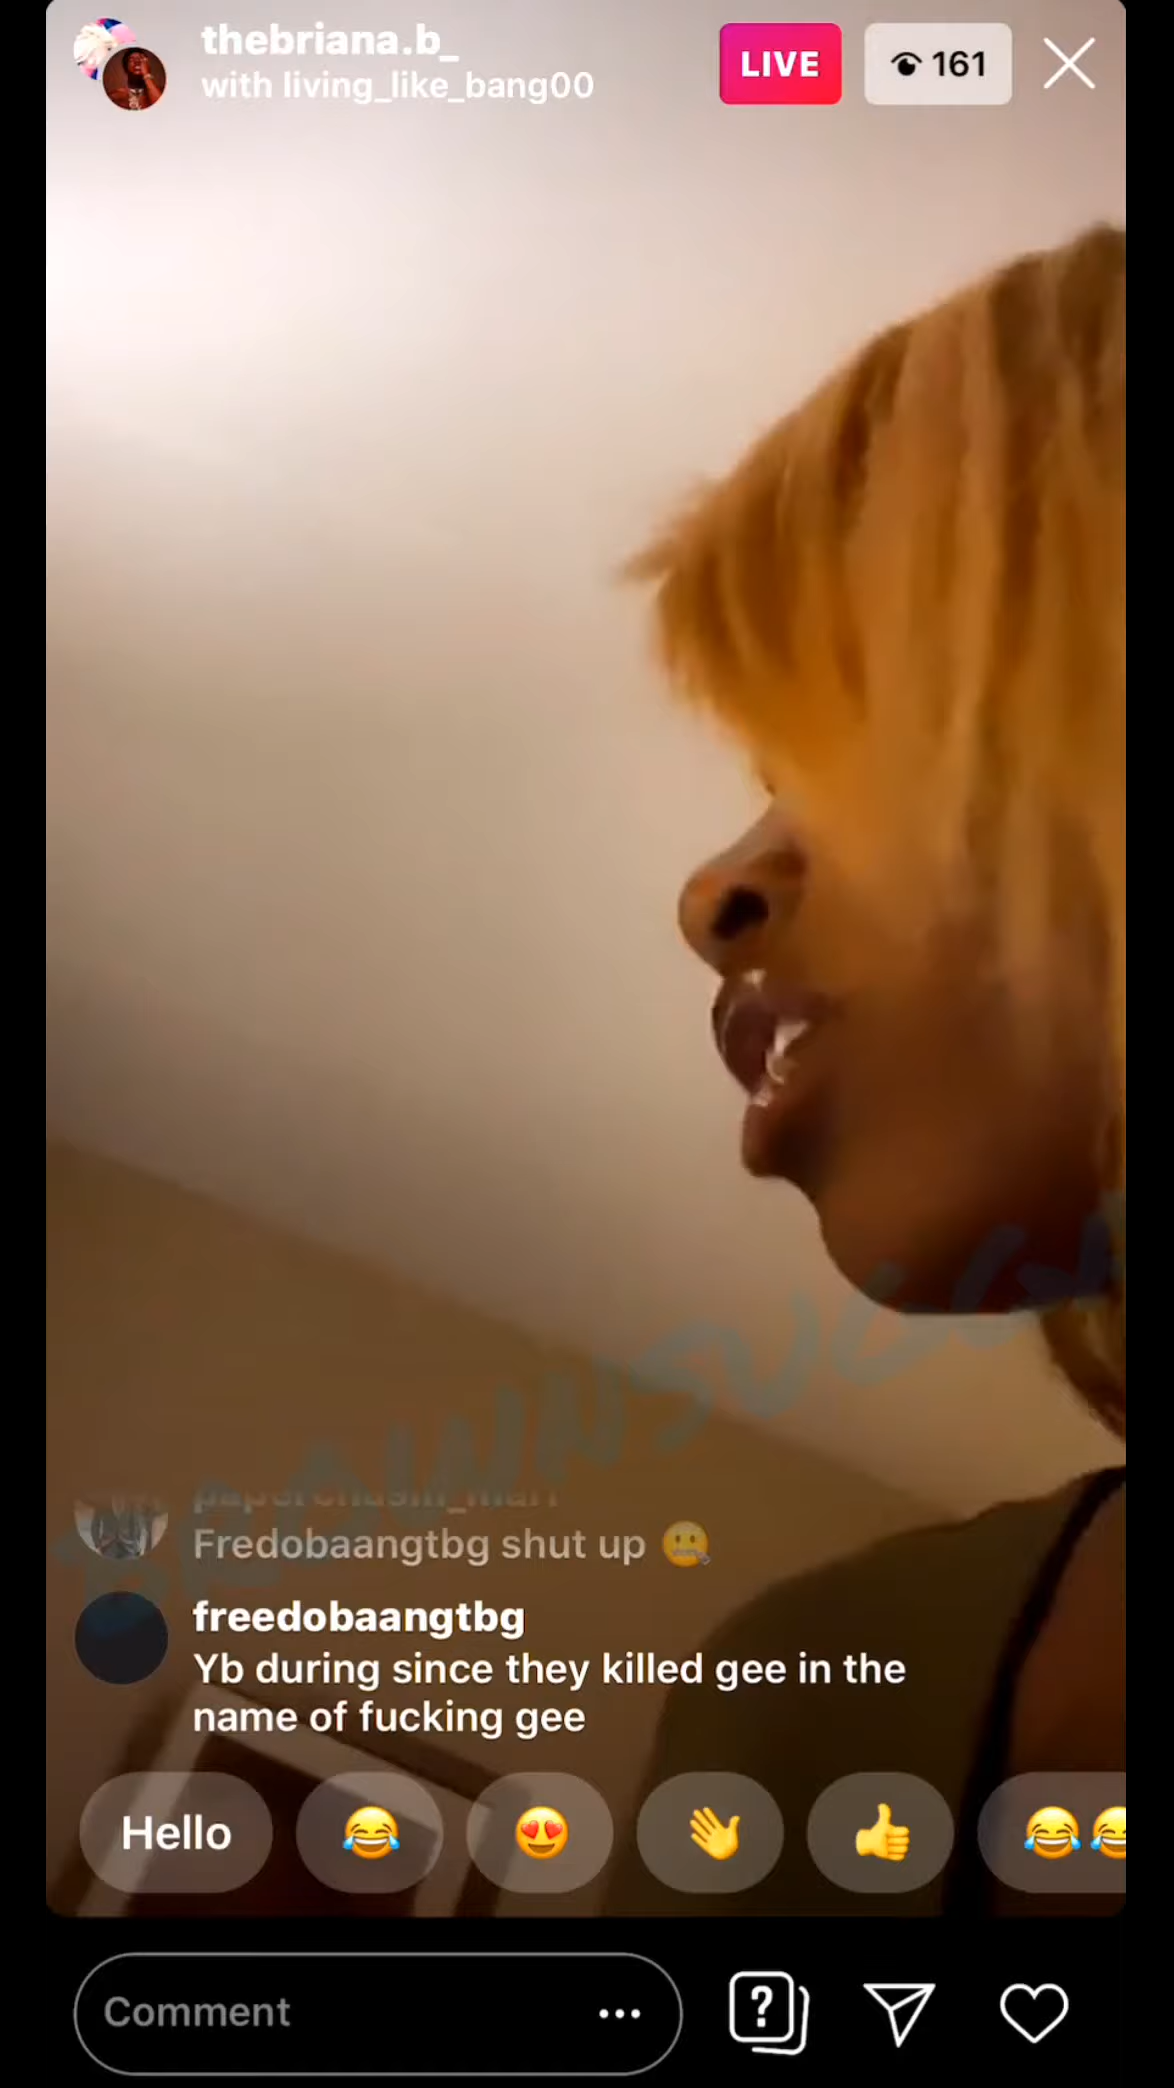 thebriana.b_
with living_like_bang00
LIVE
161
BROWNSUGG
Fredobaangtbg shut up 🤐
freedobaangtbg
Yb during since they killed gee in the
name of fucking gee
Hello
😂
😍
👋
👍
😂😂
Comment